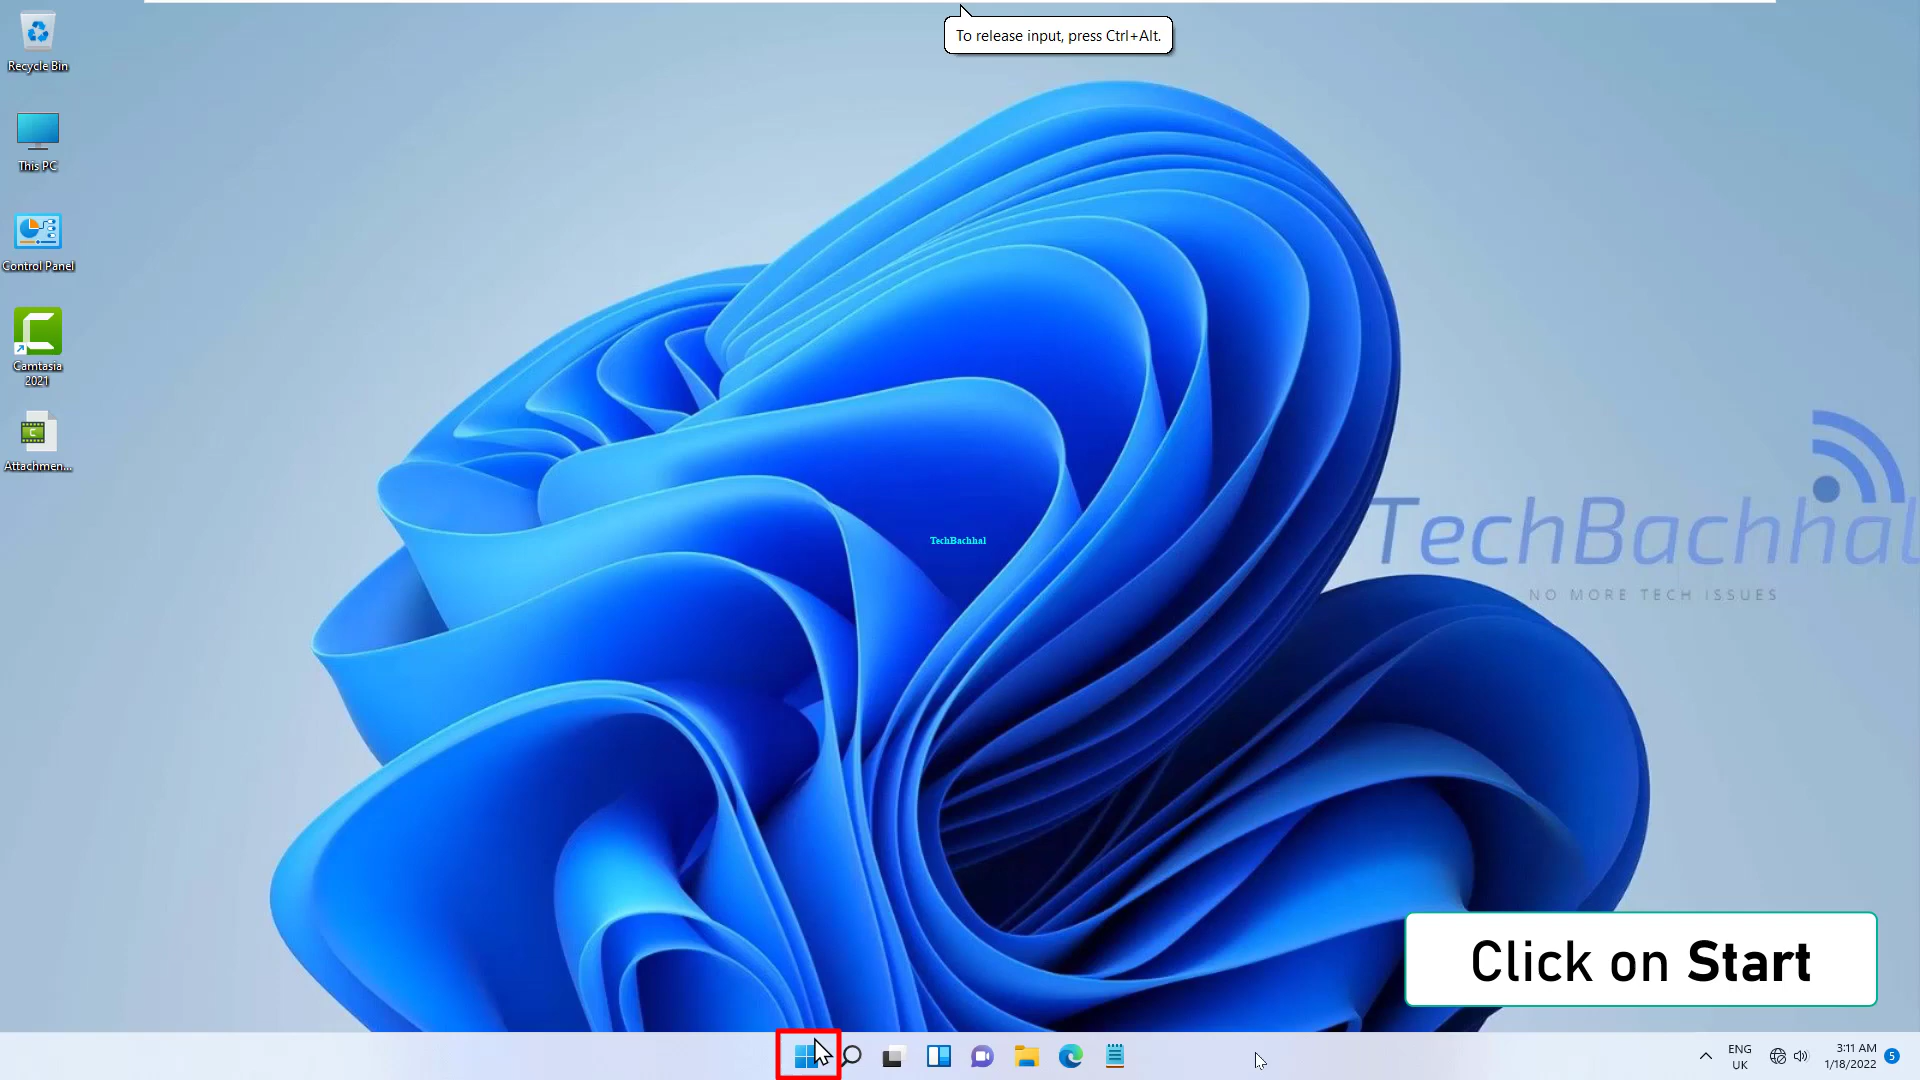 To release input, press Ctrl+Alt.
Recycle Bin
This PC
Control Panel
Camtasia
2021
Attachmen...
TechBachhal
TechBachhal
NO MORE TECH ISSUES
Click on Start
ENG
UK
3:11 AM
1/18/2022
5